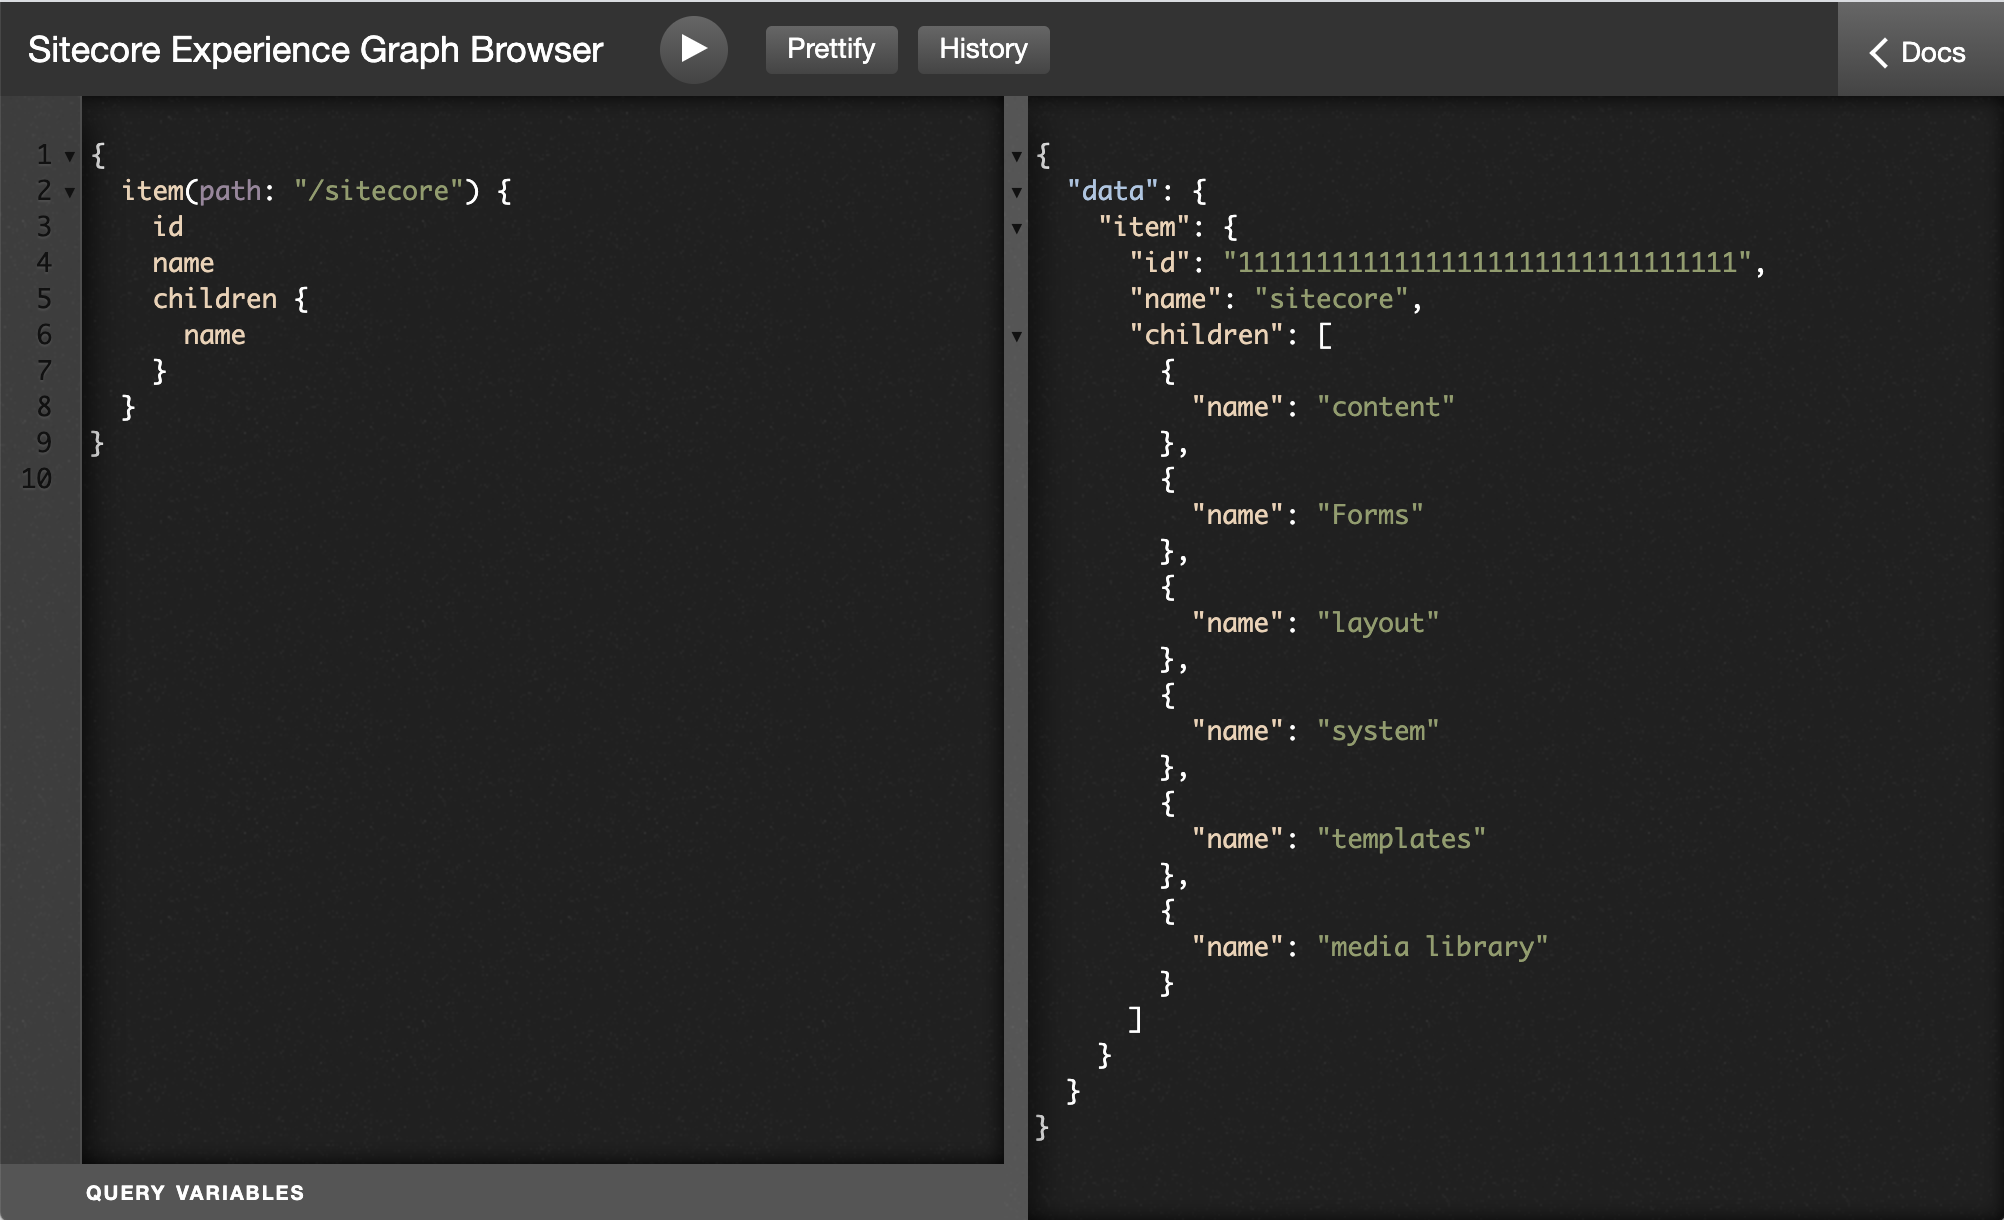 Sitecore Experience Graph Browser
Prettify
History
Docs
1 {
2   item(path: "/sitecore") {
3     id
4     name
5     children {
6       name
7     }
8   }
9 }
10
{
  "data": {
    "item": {
      "id": "11111111111111111111111111111111",
      "name": "sitecore",
      "children": [
        {
          "name": "content"
        },
        {
          "name": "Forms"
        },
        {
          "name": "layout"
        },
        {
          "name": "system"
        },
        {
          "name": "templates"
        },
        {
          "name": "media library"
        }
      ]
    }
  }
}
QUERY VARIABLES